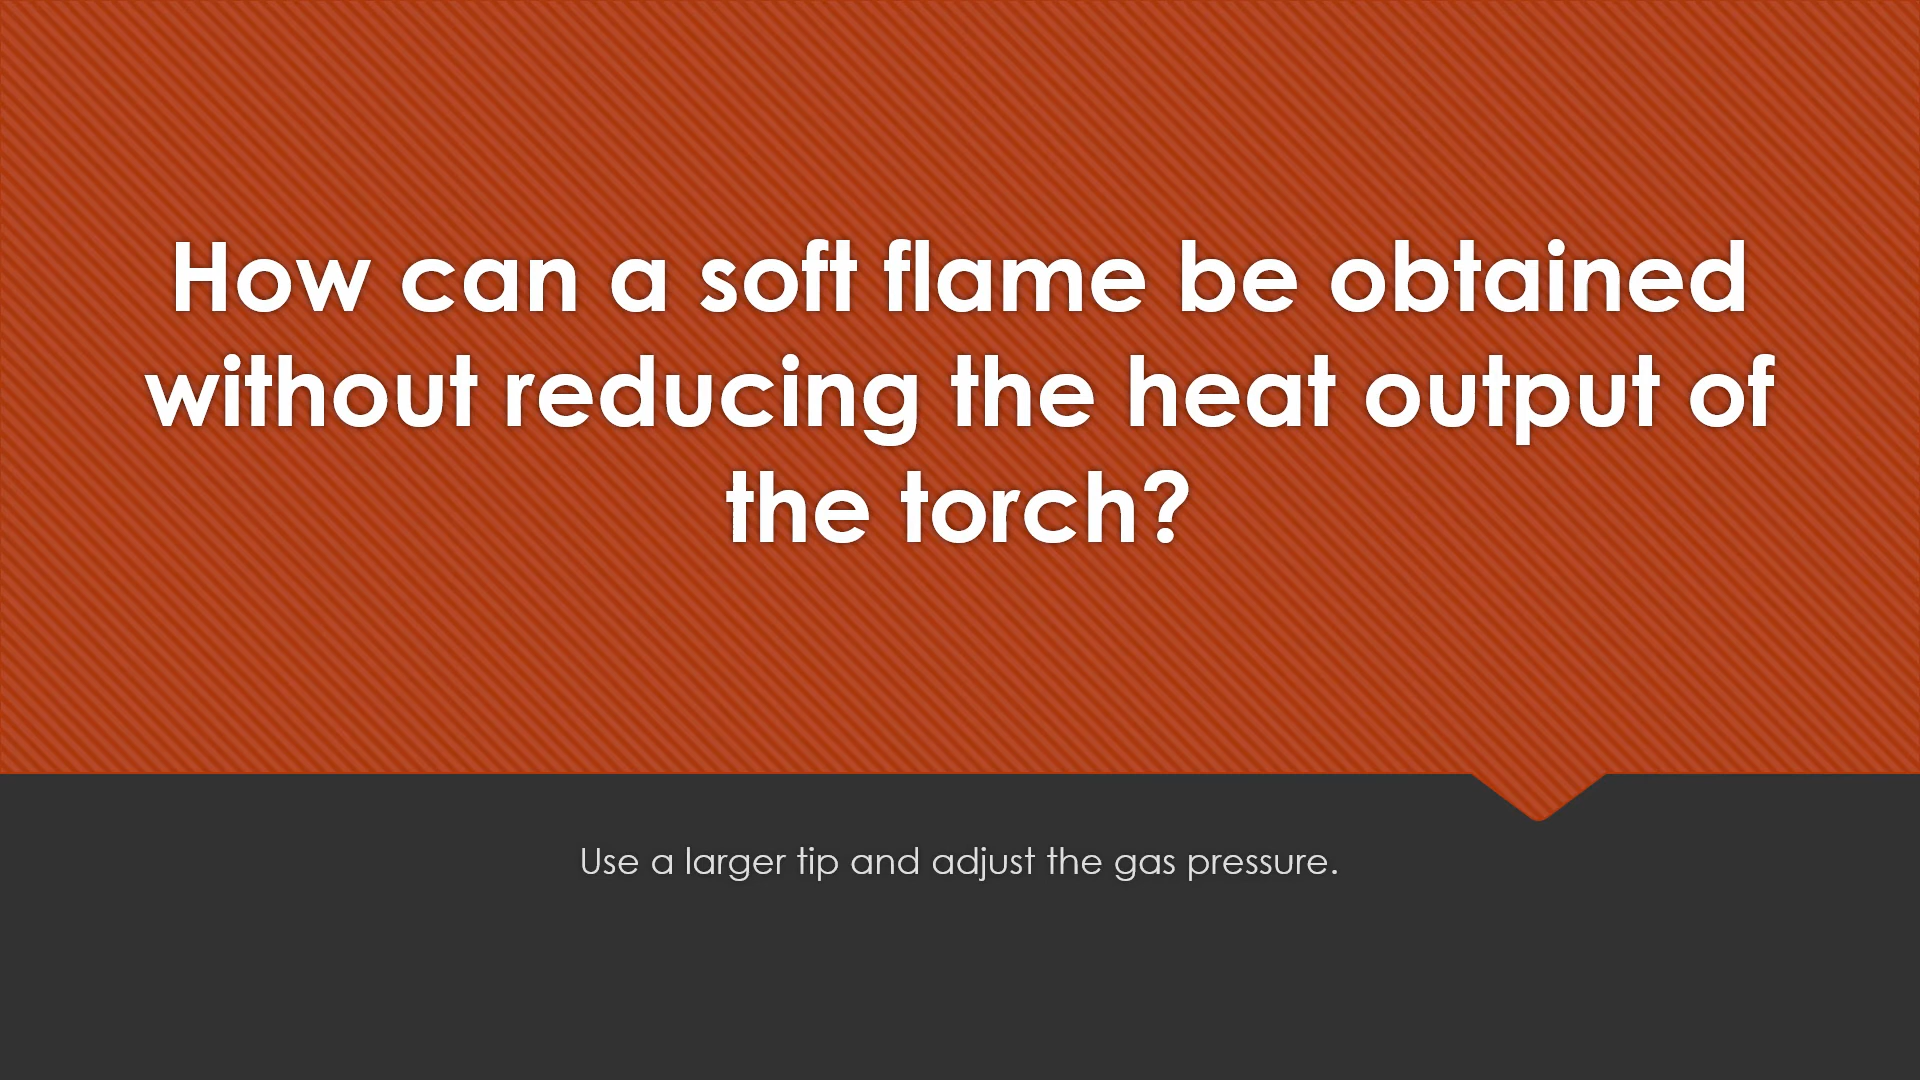 How can a soft flame be obtained
without reducing the heat output of
the torch?
Use a larger tip and adjust the gas pressure.